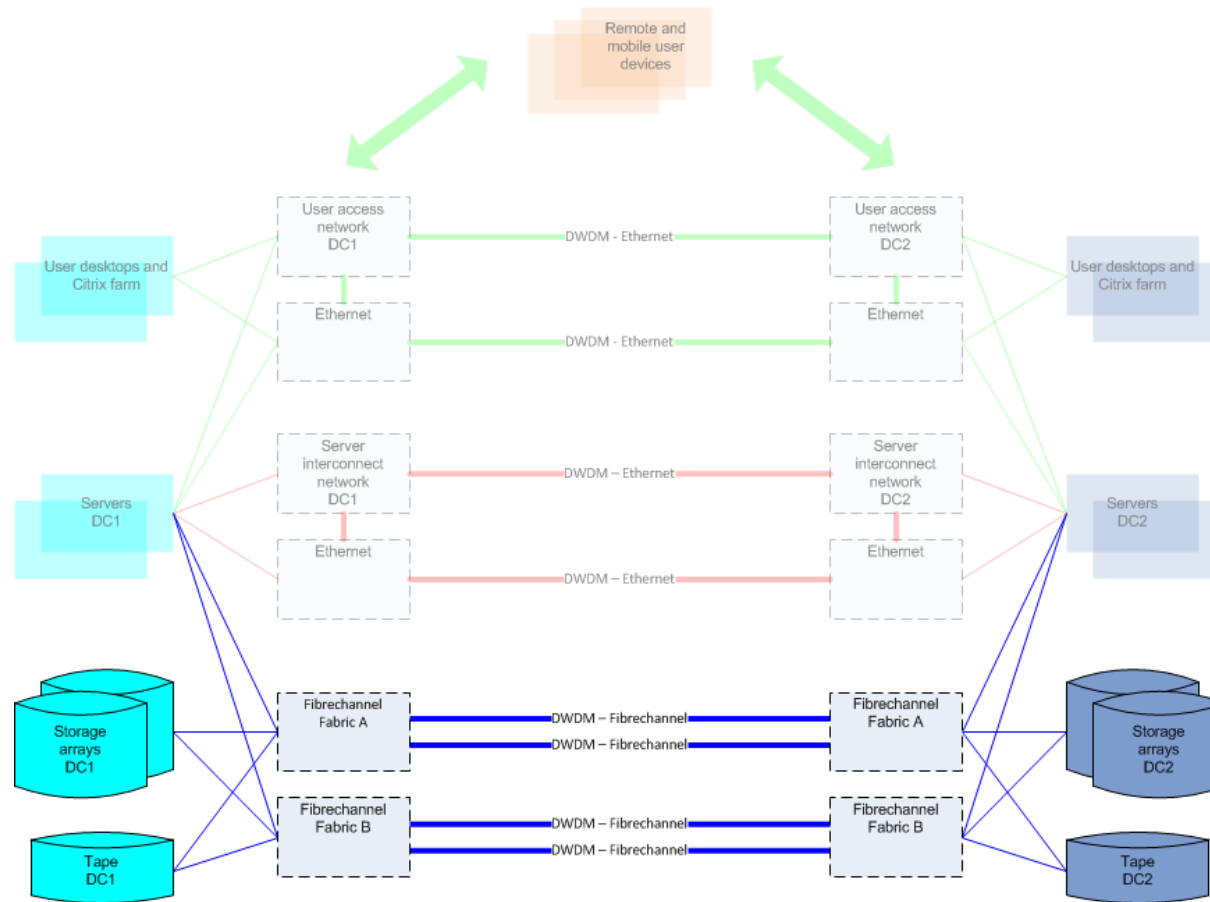 Remote and
mobile user
devices
User access
network
DC1
DWDM - Ethernet
User access
network
DC2
User desktops and
Citrix farm
User desktops and
Citrix farm
Ethernet
DWDM - Ethernet
Ethernet
Server
interconnect
network
DC1
DWDM – Ethernet
Server
interconnect
network
DC2
Servers
DC1
Servers
DC2
Ethernet
DWDM – Ethernet
Ethernet
Fibrechannel
Fabric A
DWDM – Fibrechannel
DWDM – Fibrechannel
Fibrechannel
Fabric A
Storage
arrays
DC1
Storage
arrays
DC2
Fibrechannel
Fabric B
DWDM – Fibrechannel
DWDM – Fibrechannel
Fibrechannel
Fabric B
Tape
DC1
Tape
DC2